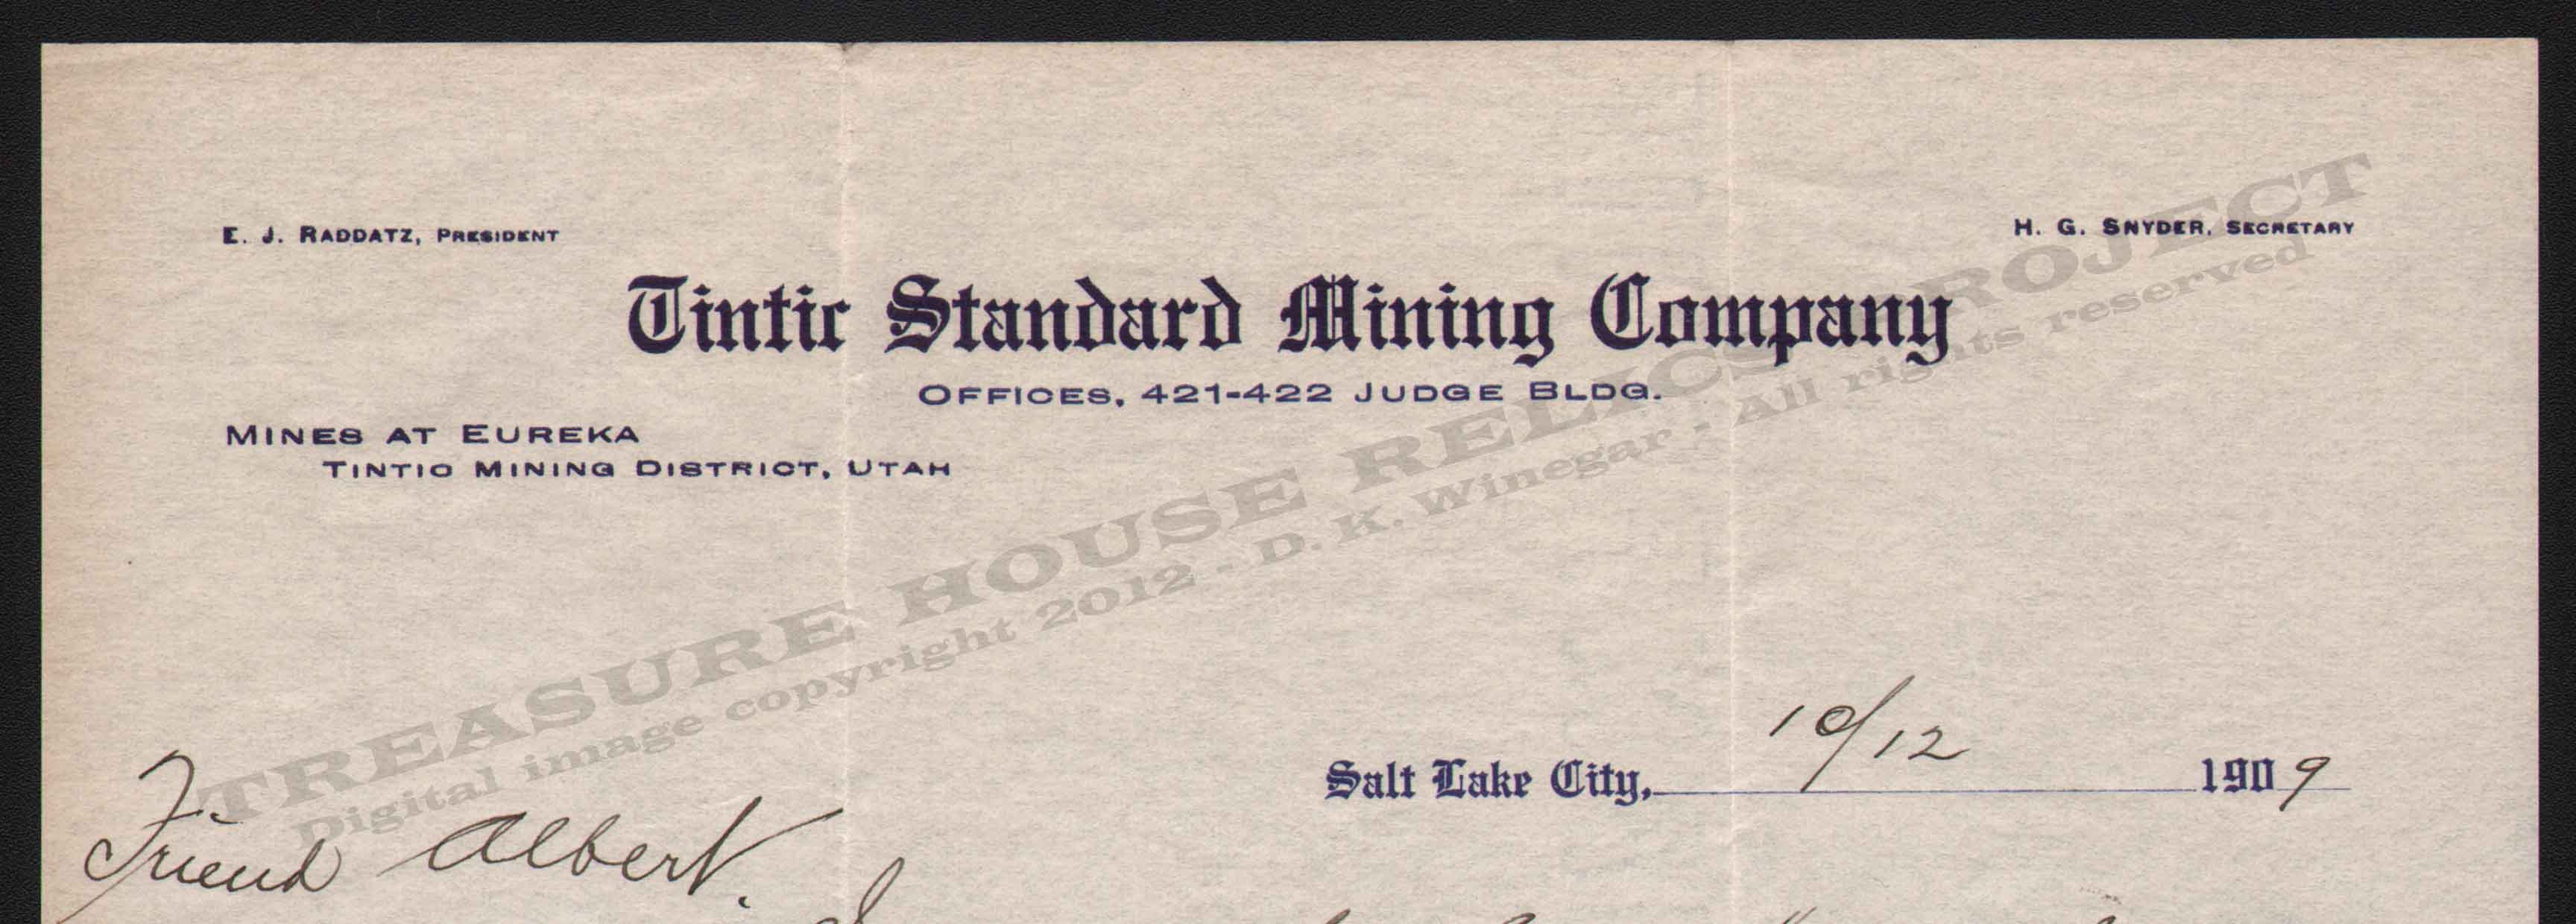 E. J. RADDATZ, PRESIDENT
H. G. SNYDER, SECRETARY
Tintic Standard Mining Company
OFFICES, 421-422 JUDGE BLDG.
MINES AT EUREKA
TINTIC MINING DISTRICT, UTAH
TREASURE HOUSE RELICS PROJECT
Digital image copyright 2012 - D. K. Winegar - All rights reserved
Salt Lake City, 10/12 1909
Friend Albert.